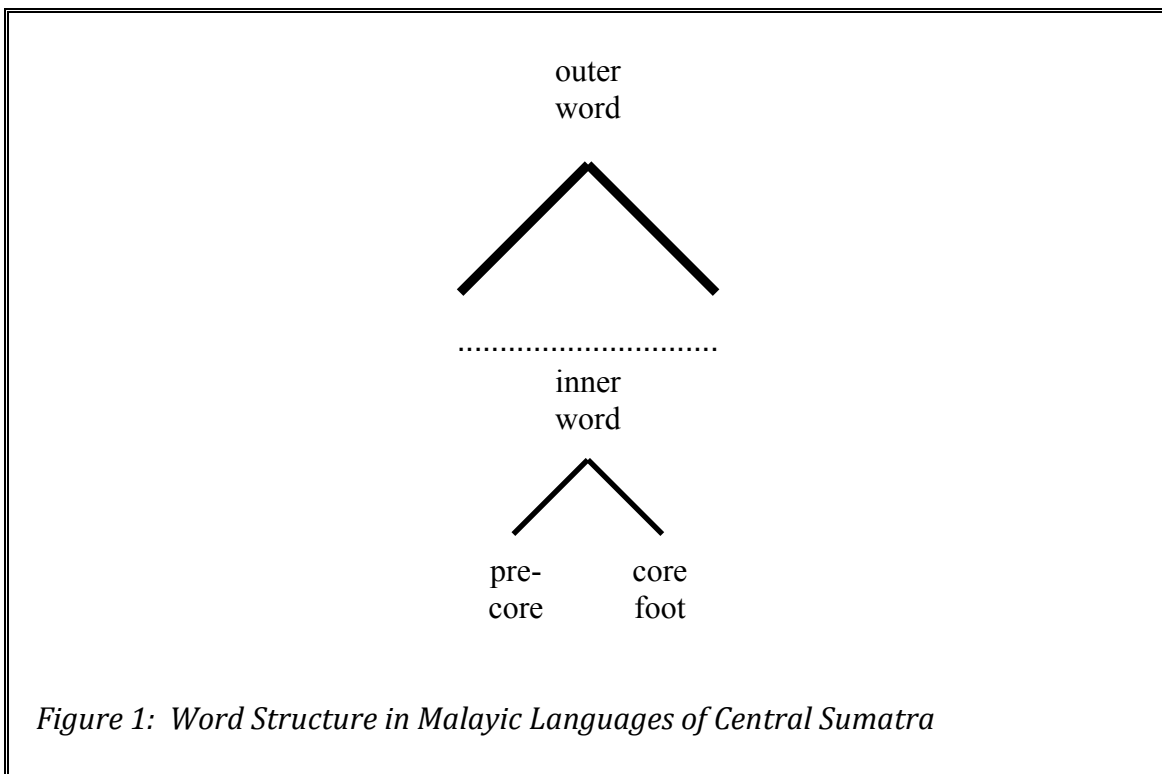 outer
word
..............................
inner
word
pre- core
core foot
Figure 1: Word Structure in Malayic Languages of Central Sumatra